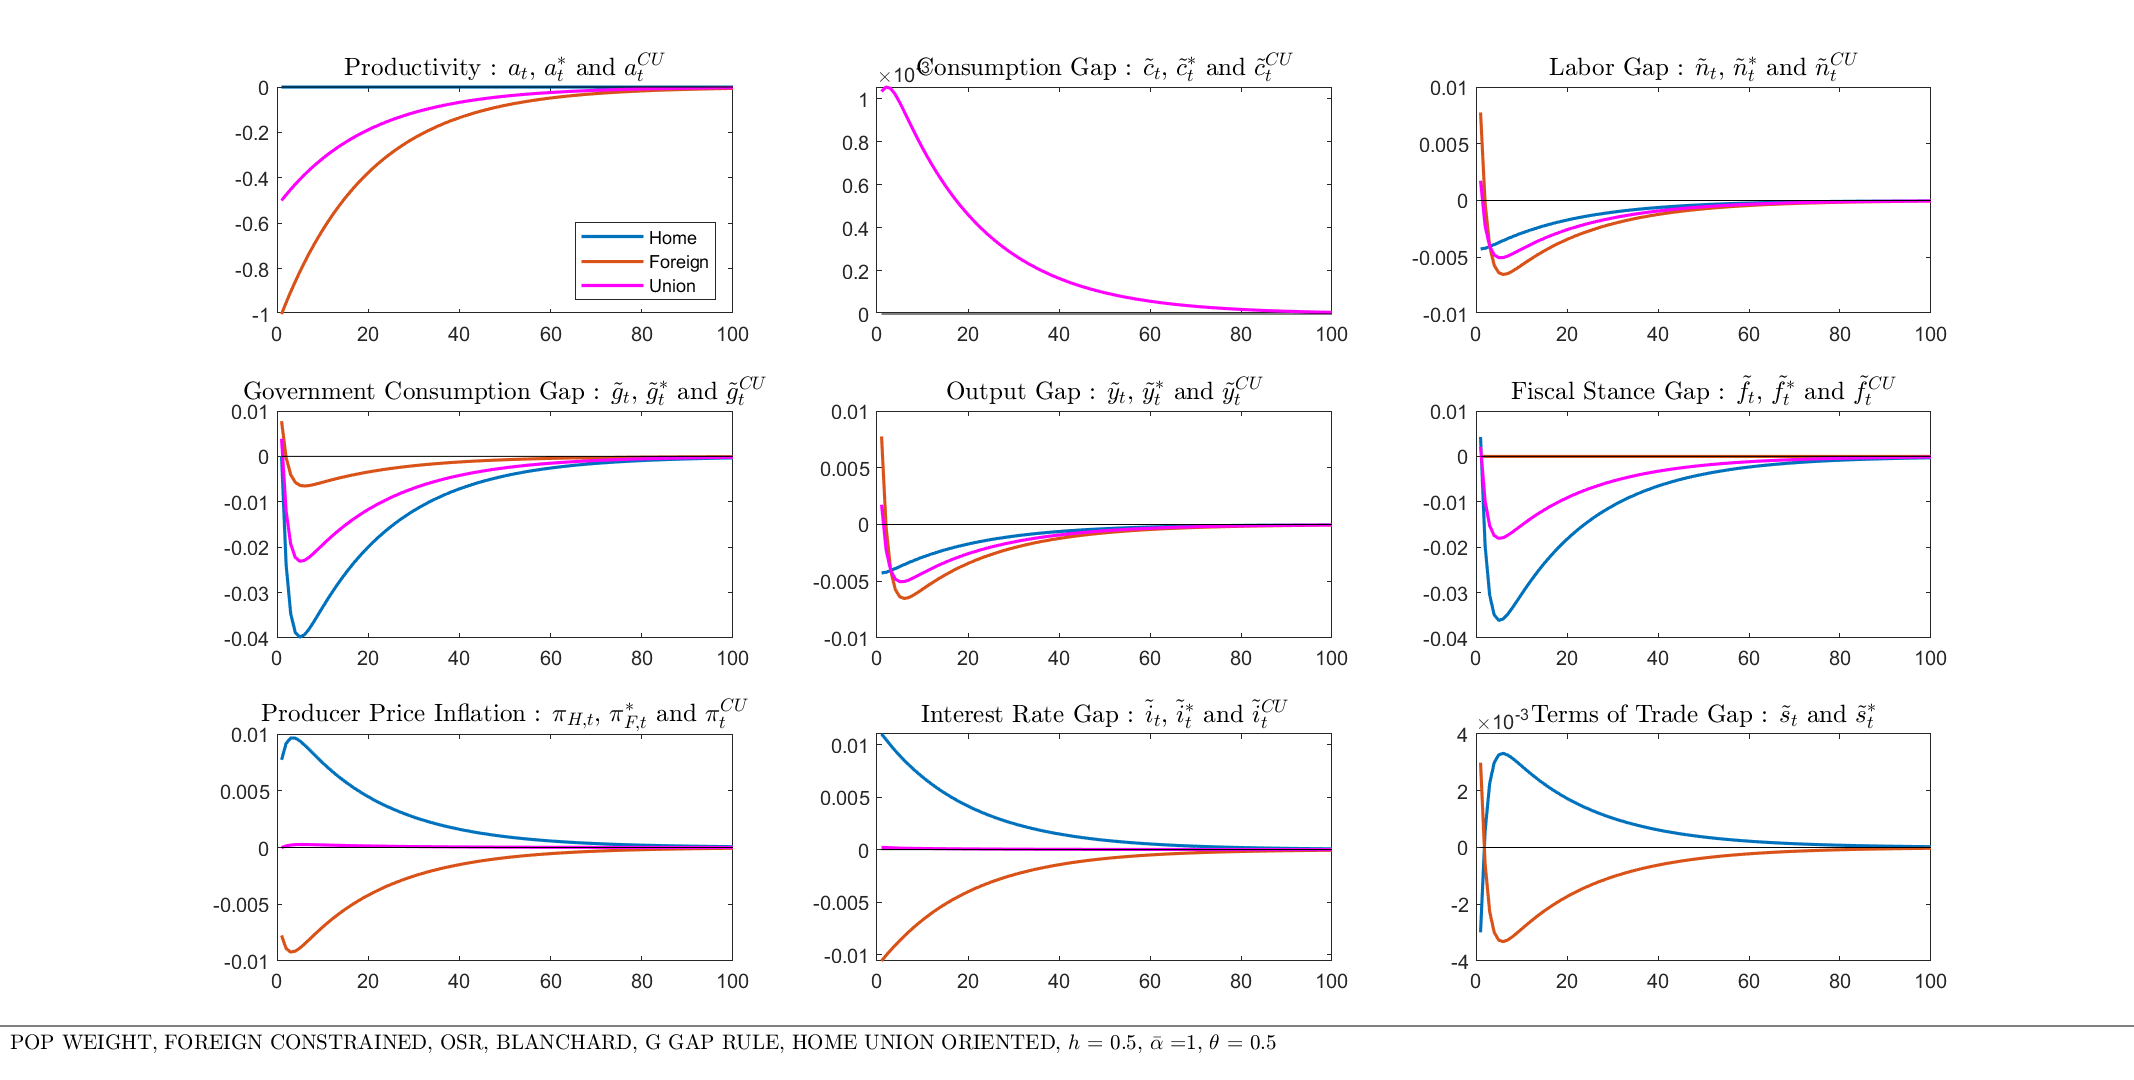 Productivity : a_t, a_t^* and a_t^{CU}
0
-0.2
-0.4
-0.6
-0.8
-1
0 20 40 60 80 100
Home
Foreign
Union
×10^{-3}
Consumption Gap : c̃_t, c̃_t^* and c̃_t^{CU}
1
0.8
0.6
0.4
0.2
0
0 20 40 60 80 100
Labor Gap : ñ_t, ñ_t^* and ñ_t^{CU}
0.01
0.005
0
-0.005
-0.01
0 20 40 60 80 100
Government Consumption Gap : g̃_t, g̃_t^* and g̃_t^{CU}
0.01
0
-0.01
-0.02
-0.03
-0.04
0 20 40 60 80 100
Output Gap : ỹ_t, ỹ_t^* and ỹ_t^{CU}
0.01
0.005
0
-0.005
-0.01
0 20 40 60 80 100
Fiscal Stance Gap : f̃_t, f̃_t^* and f̃_t^{CU}
0.01
0
-0.01
-0.02
-0.03
-0.04
0 20 40 60 80 100
Producer Price Inflation : π_{H,t}, π_{F,t}^* and π_t^{CU}
0.01
0.005
0
-0.005
-0.01
0 20 40 60 80 100
Interest Rate Gap : ĩ_t, ĩ_t^* and ĩ_t^{CU}
0.01
0.005
0
-0.005
-0.01
0 20 40 60 80 100
×10^{-3}
Terms of Trade Gap : s̃_t and s̃_t^*
4
2
0
-2
-4
0 20 40 60 80 100
POP WEIGHT, FOREIGN CONSTRAINED, OSR, BLANCHARD, G GAP RULE, HOME UNION ORIENTED, h = 0.5, ᾱ =1, θ = 0.5